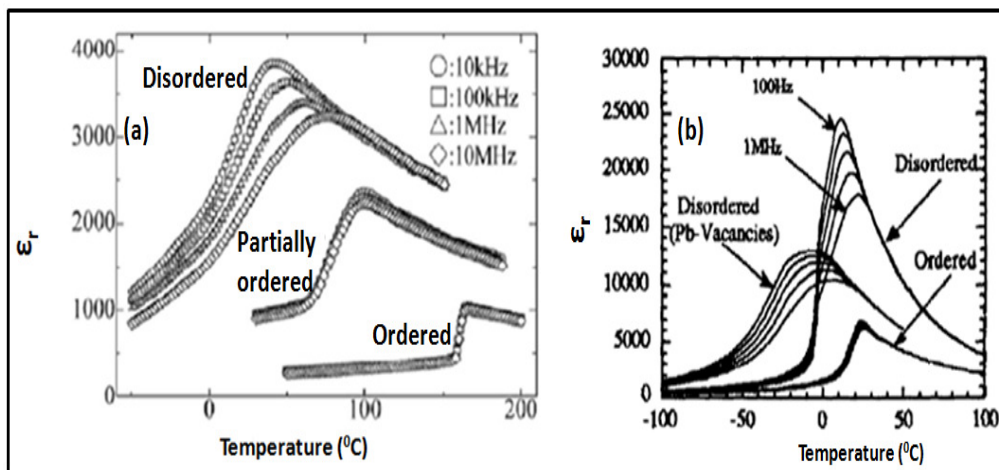 4000
3000
2000
1000
0
εr
0
100
200
Temperature (⁰C)
(a)
Disordered
Partially
ordered
Ordered
○:10kHz
□:100kHz
△:1MHz
◇:10MHz
30000
25000
20000
15000
10000
5000
0
εr
-100
-50
0
50
100
Temperature (⁰C)
(b)
100Hz
1MHz
Disordered
Disordered
(Pb-Vacancies)
Ordered